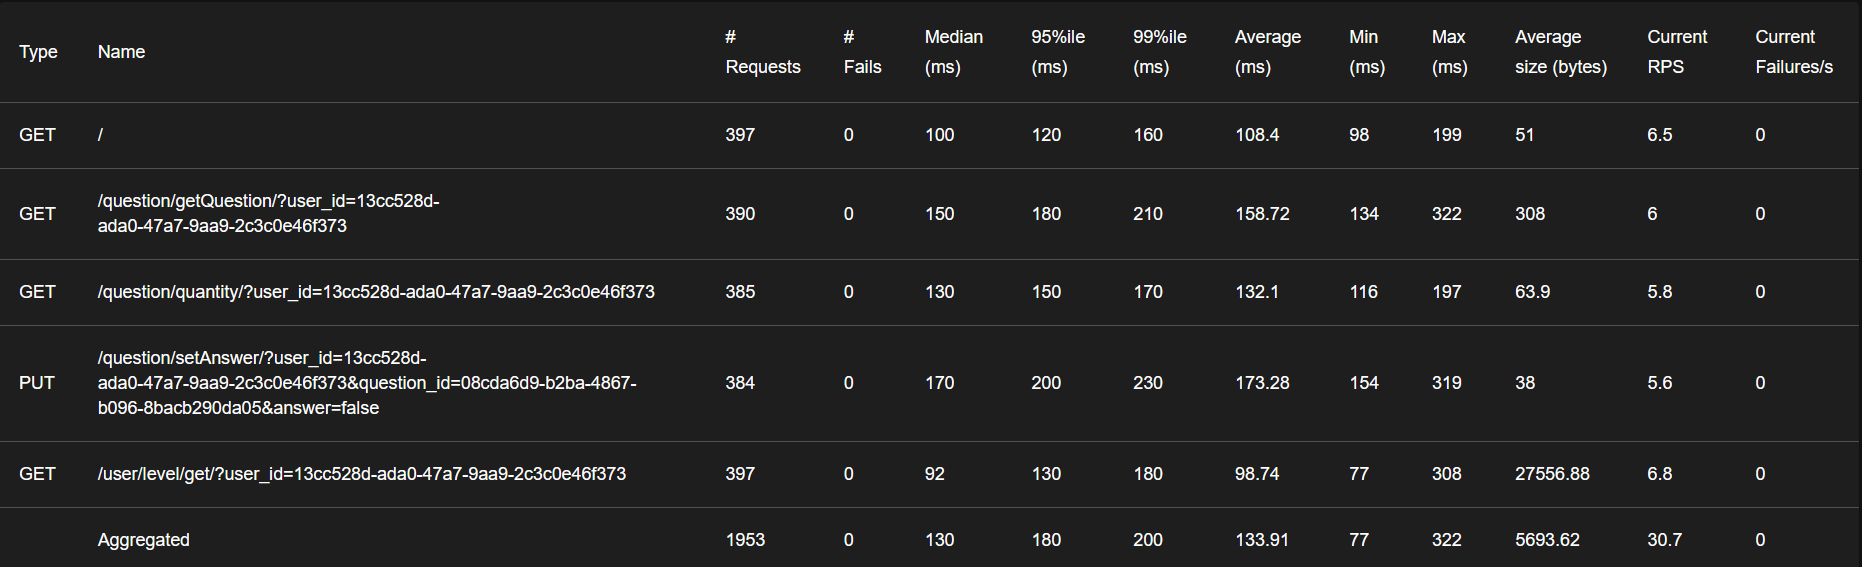 Type Name # Requests # Fails Median (ms) 95%ile (ms) 99%ile (ms) Average (ms) Min (ms) Max (ms) Average size (bytes) Current RPS Current Failures/s
GET / 397 0 100 120 160 108.4 98 199 51 6.5 0
GET /question/getQuestion/?user_id=13cc528d-
ada0-47a7-9aa9-2c3c0e46f373 390 0 150 180 210 158.72 134 322 308 6 0
GET /question/quantity/?user_id=13cc528d-ada0-47a7-9aa9-2c3c0e46f373 385 0 130 150 170 132.1 116 197 63.9 5.8 0
PUT /question/setAnswer/?user_id=13cc528d-
ada0-47a7-9aa9-2c3c0e46f373&question_id=08cda6d9-b2ba-4867-
b096-8bacb290da05&answer=false 384 0 170 200 230 173.28 154 319 38 5.6 0
GET /user/level/get/?user_id=13cc528d-ada0-47a7-9aa9-2c3c0e46f373 397 0 92 130 180 98.74 77 308 27556.88 6.8 0
Aggregated 1953 0 130 180 200 133.91 77 322 5693.62 30.7 0